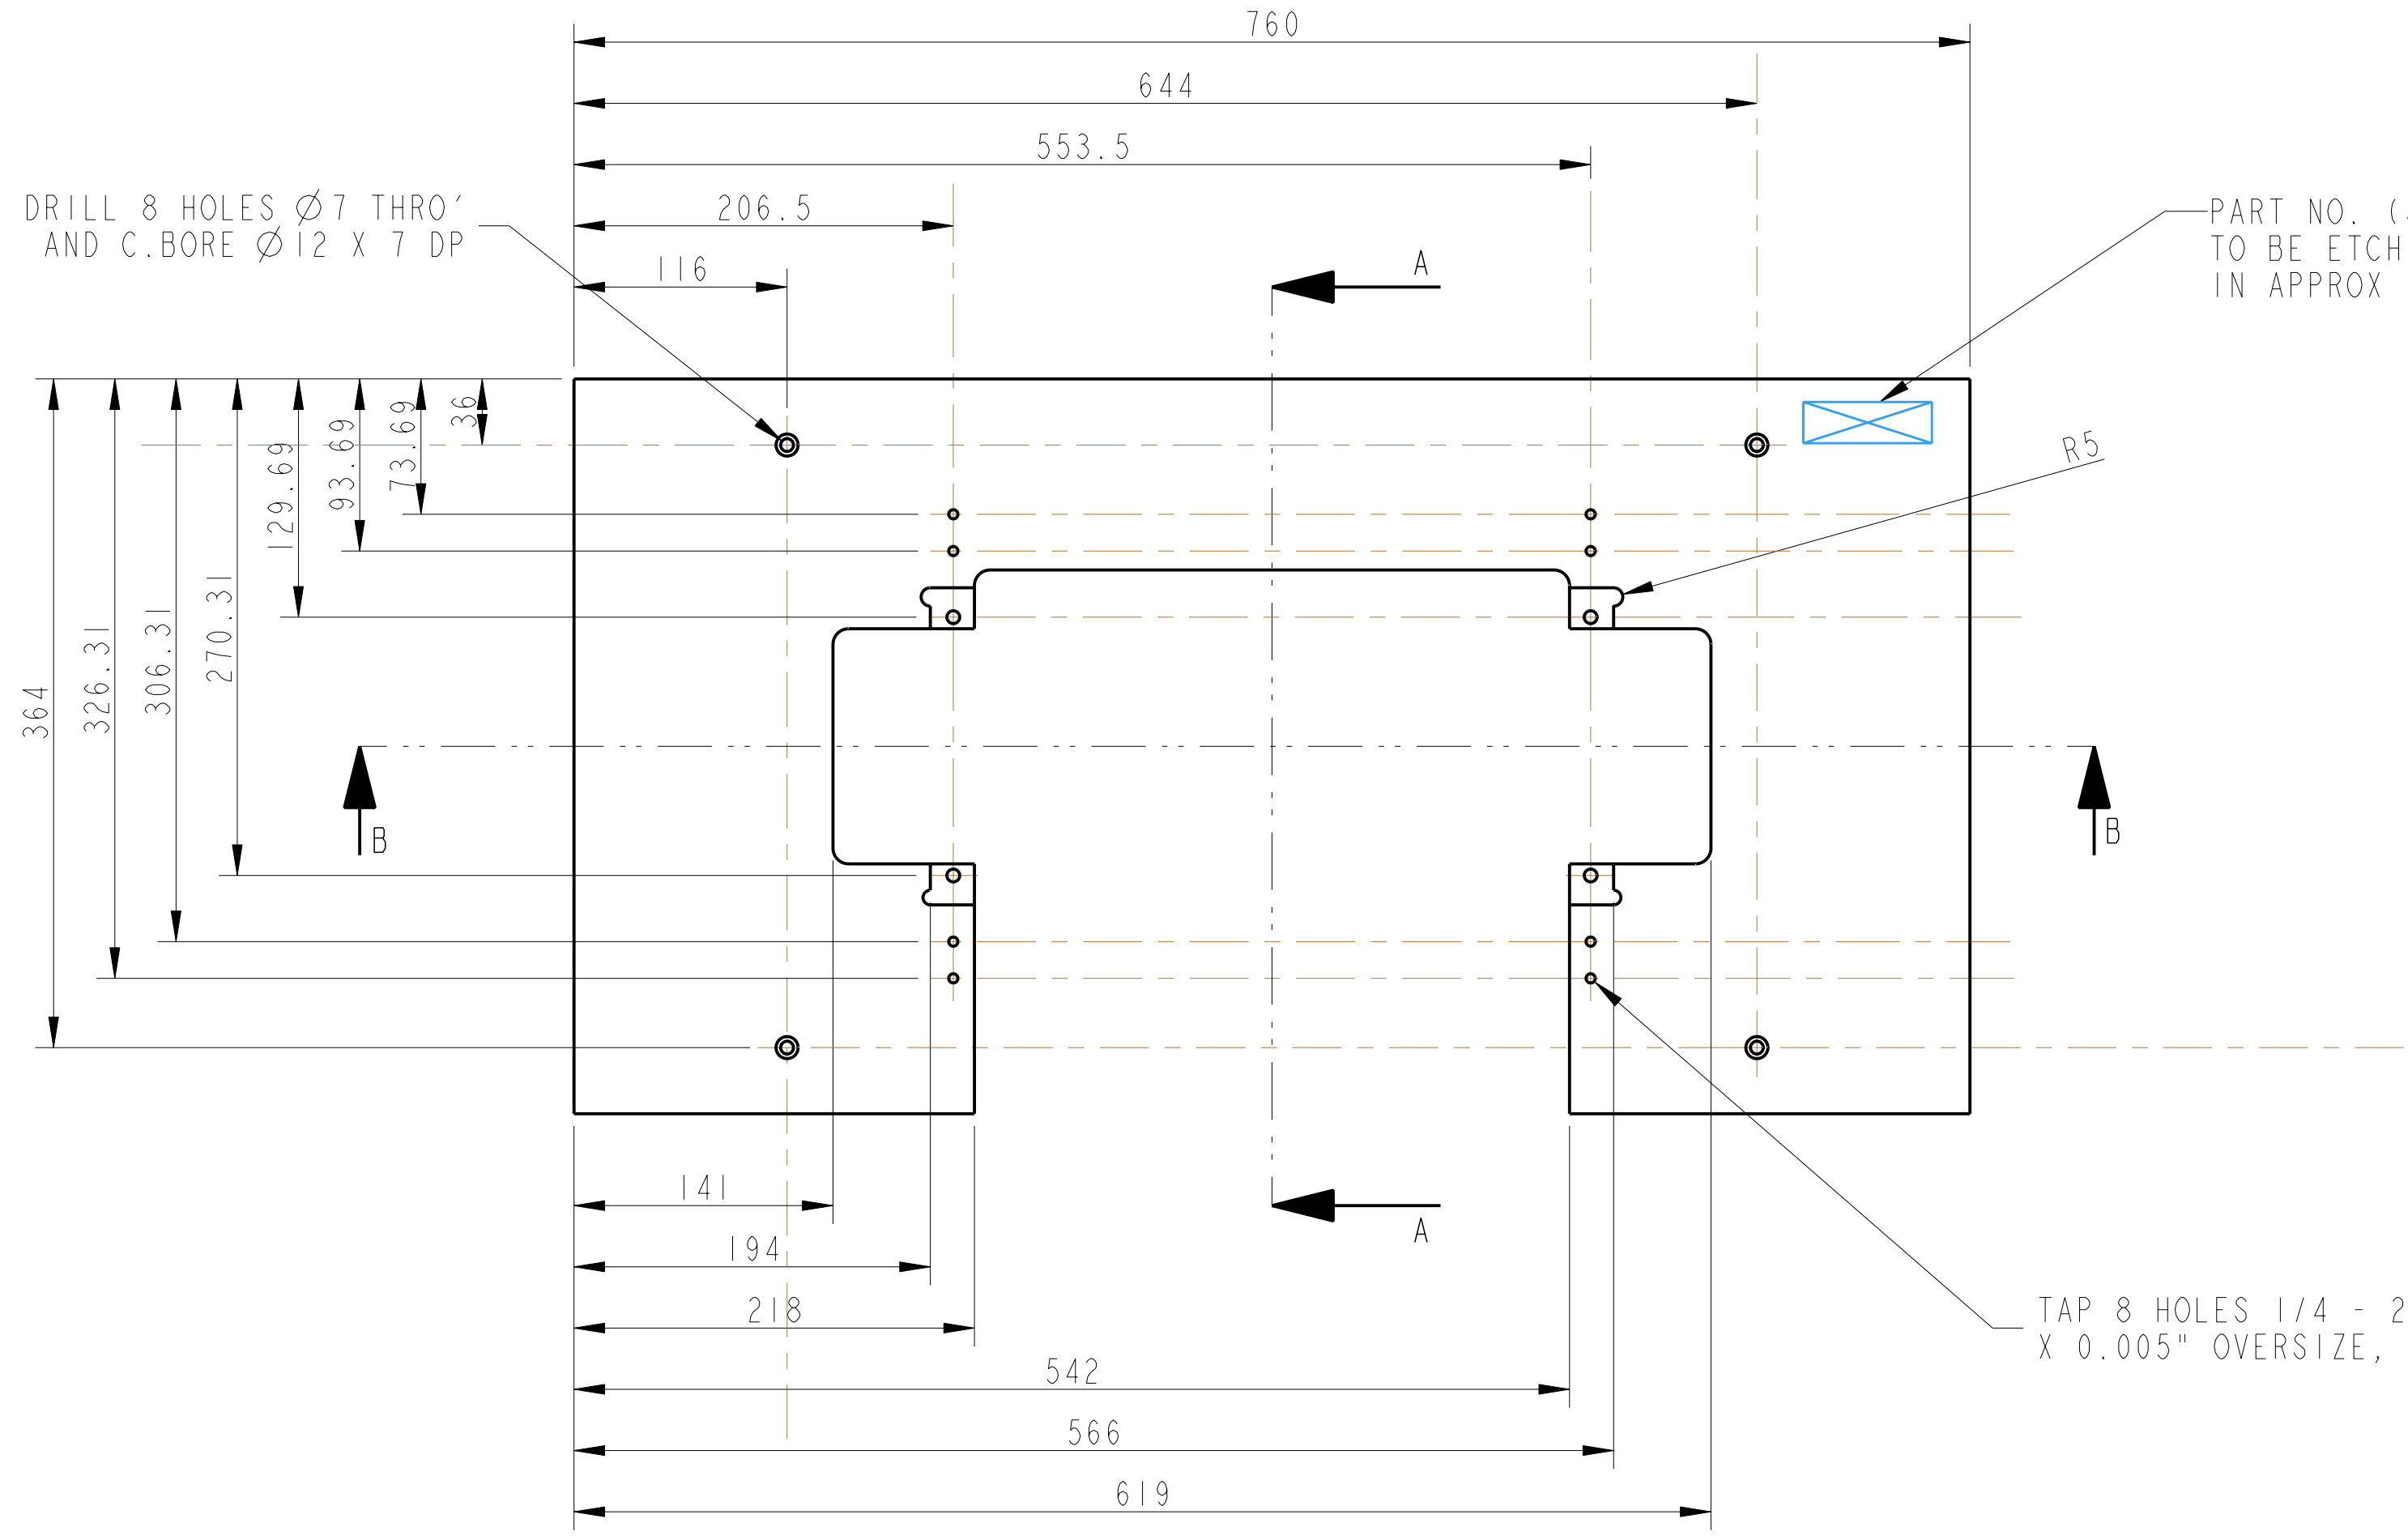 760
644
553.5
206.5
116
DRILL 8 HOLES Ø7 THRO'
AND C.BORE Ø12 X 7 DP
A
PART NO. (
TO BE ETCH
IN APPROX
R5
36
73.69
93.69
129.69
270.31
306.31
326.31
364
B
B
141
194
218
542
566
619
A
TAP 8 HOLES 1/4 - 2
X 0.005" OVERSIZE,